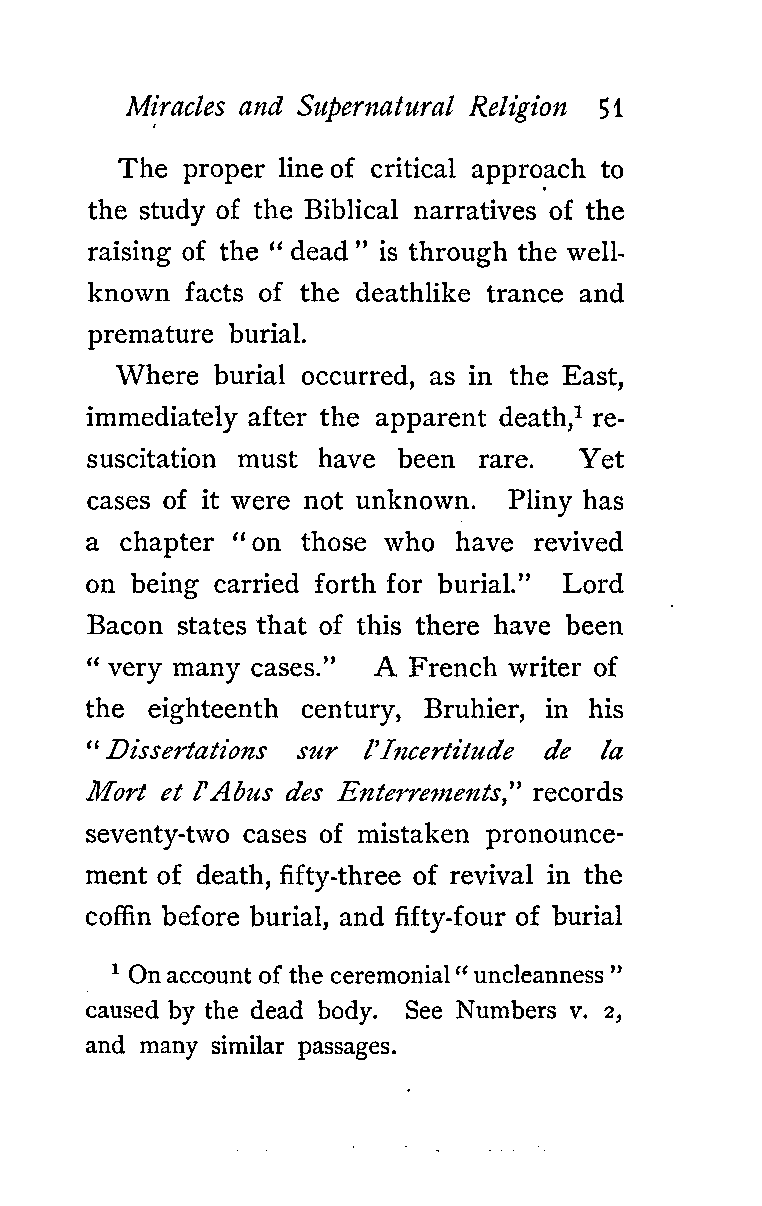 Miracles and Supernatural Religion 51
The proper line of critical approach to
the study of the Biblical narratives of the
raising of the “ dead ” is through the well-
known facts of the deathlike trance and
premature burial.
Where burial occurred, as in the East,
immediately after the apparent death,¹ re-
suscitation must have been rare. Yet
cases of it were not unknown. Pliny has
a chapter “ on those who have revived
on being carried forth for burial.” Lord
Bacon states that of this there have been
“ very many cases.” A French writer of
the eighteenth century, Bruhier, in his
“ Dissertations sur l’Incertitude de la
Mort et l’Abus des Enterrements,” records
seventy-two cases of mistaken pronounce-
ment of death, fifty-three of revival in the
coffin before burial, and fifty-four of burial
¹ On account of the ceremonial “ uncleanness ”
caused by the dead body. See Numbers v. 2,
and many similar passages.